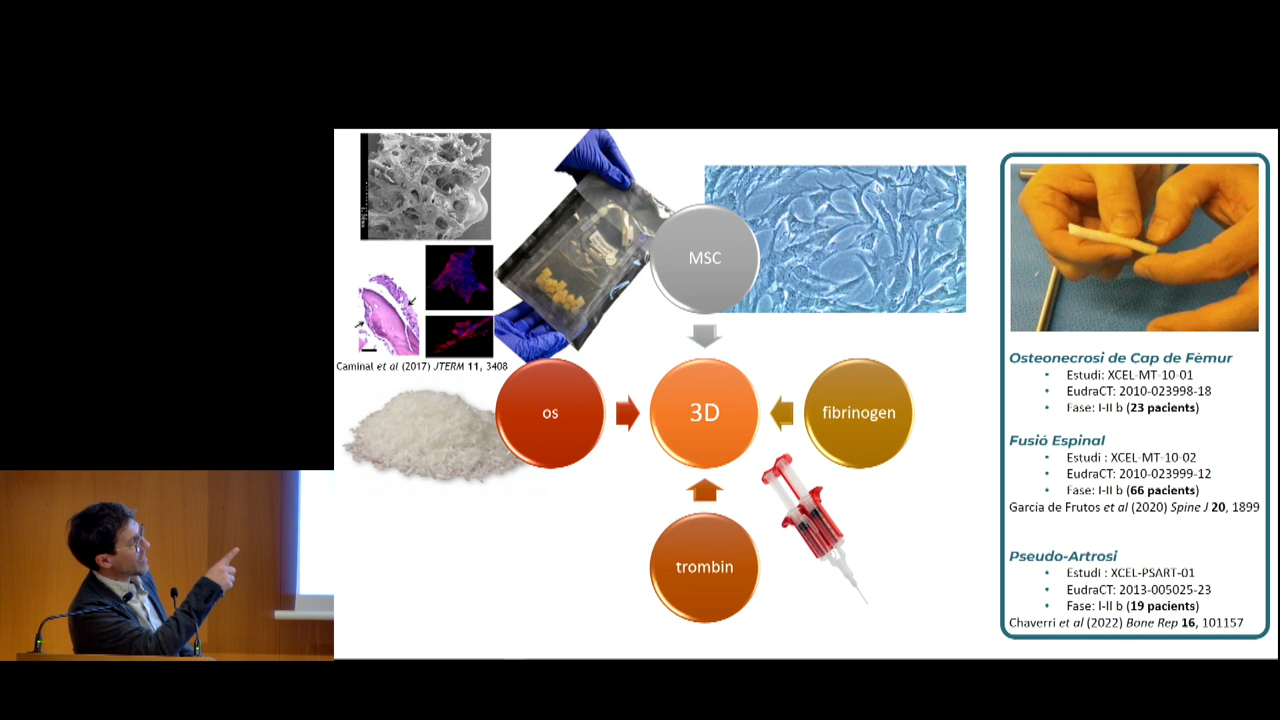 MSC
Caminal et al (2017) JTERM 11, 3408
os
3D
fibrinogen
trombin
Osteonecrosi de Cap de Fèmur
• Estudi: XCEL-MT-10-01
• EudraCT: 2010-023998-18
• Fase: I-II b (23 pacients)
Fusió Espinal
• Estudi : XCEL-MT-10-02
• EudraCT: 2010-023999-12
• Fase: I-II b (66 pacients)
Garcia de Frutos et al (2020) Spine J 20, 1899
Pseudo-Artrosi
• Estudi : XCEL-PSART-01
• EudraCT: 2013-005025-23
• Fase: I-II b (19 pacients)
Chaverri et al (2022) Bone Rep 16, 101157